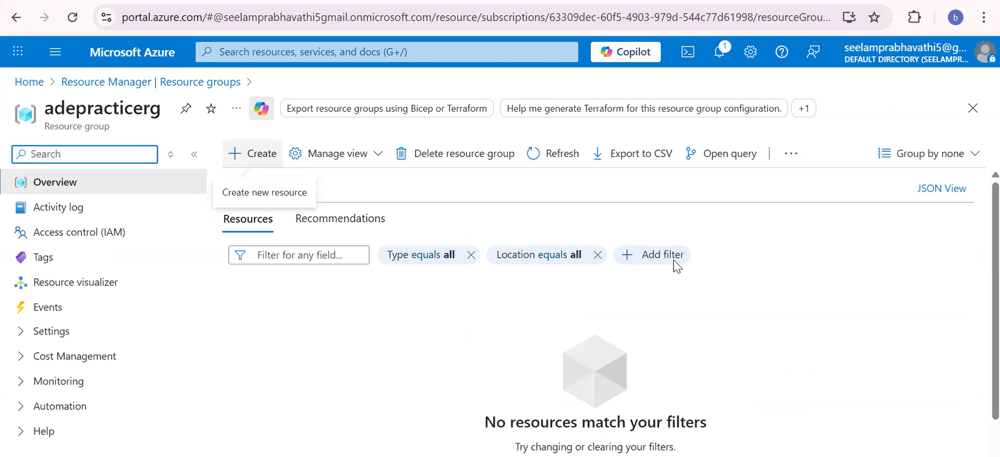 portal.azure.com/#@seelamprabhavathi5gmail.onmicrosoft.com/resource/subscriptions/63309dec-60f5-4903-979d-544c77d61998/resourceGrou...
b
Microsoft Azure
Search resources, services, and docs (G+/)
Copilot
1
seelamprabhavathi5@g...
DEFAULT DIRECTORY (SEELAMPR...
Home > Resource Manager | Resource groups >
adepracticerg
Resource group
Export resource groups using Bicep or Terraform
Help me generate Terraform for this resource group configuration.
+1
Search
Create
Manage view
Delete resource group
Refresh
Export to CSV
Open query
Group by none
Overview
Activity log
Access control (IAM)
Tags
Resource visualizer
Events
Settings
Cost Management
Monitoring
Automation
Help
Create new resource
JSON View
Resources
Recommendations
Filter for any field...
Type equals all
Location equals all
Add filter
No resources match your filters
Try changing or clearing your filters.